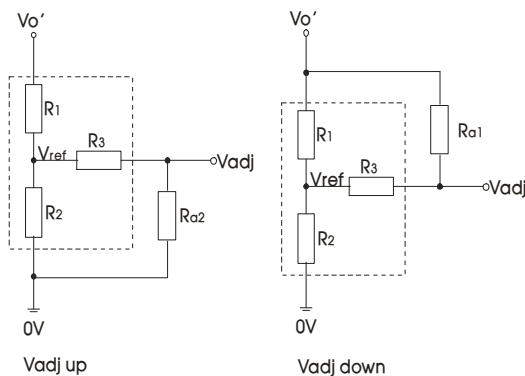 Vo'
R1
Vref
R3
Vadj
R2
Ra2
0V
Vadj up
Vo'
R1
Ra1
R3
Vref
Vadj
R2
0V
Vadj down